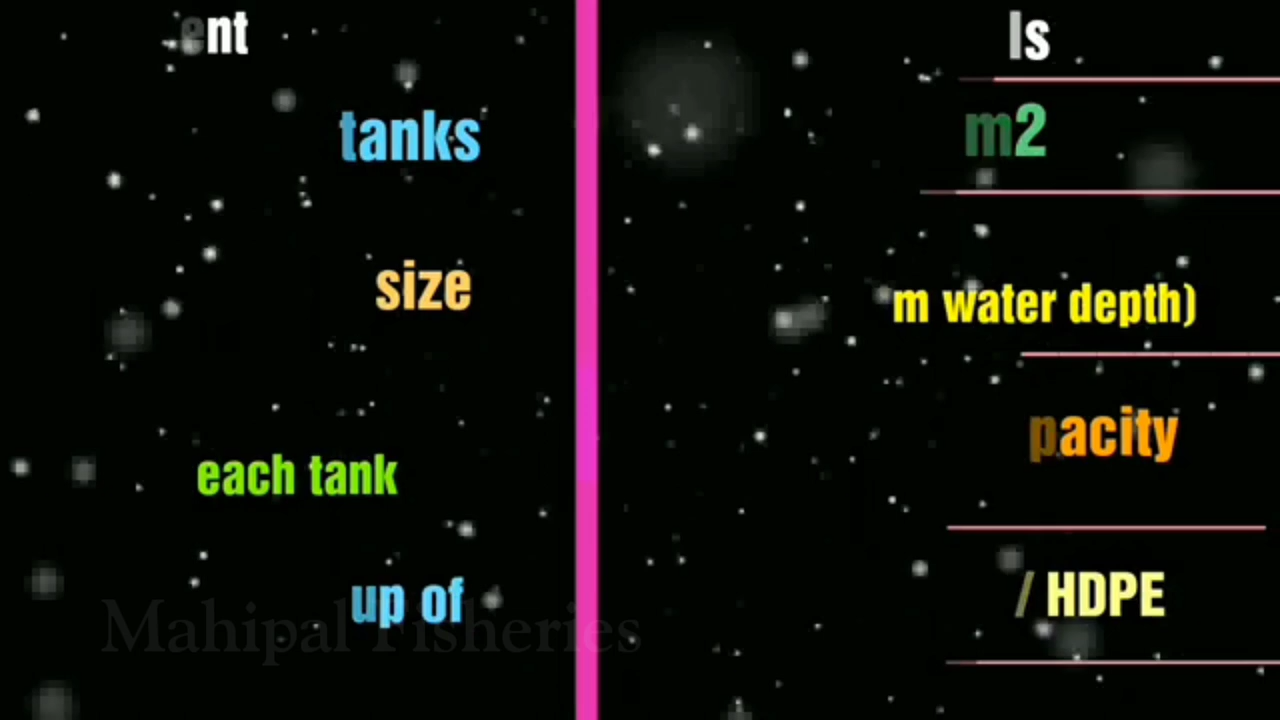 ent
ls
tanks
m2
size
m water depth)
each tank
pacity
up of
/ HDPE
Mahipal Fisheries